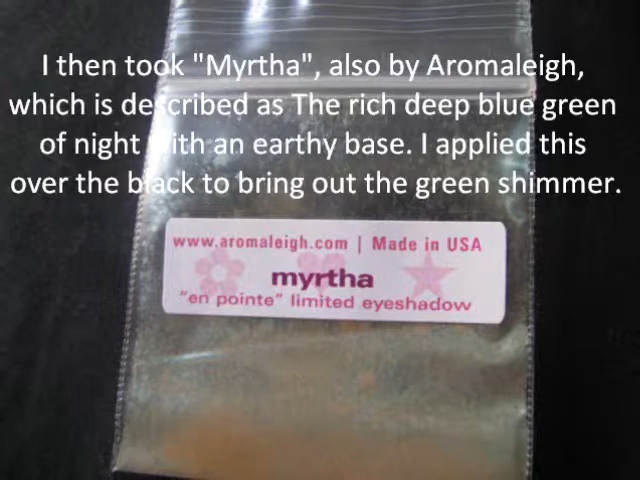 I then took "Myrtha", also by Aromaleigh,
which is described as The rich deep blue green
of night with an earthy base. I applied this
over the black to bring out the green shimmer.
www.aromaleigh.com | Made in USA
myrtha
"en pointe" limited eyeshadow